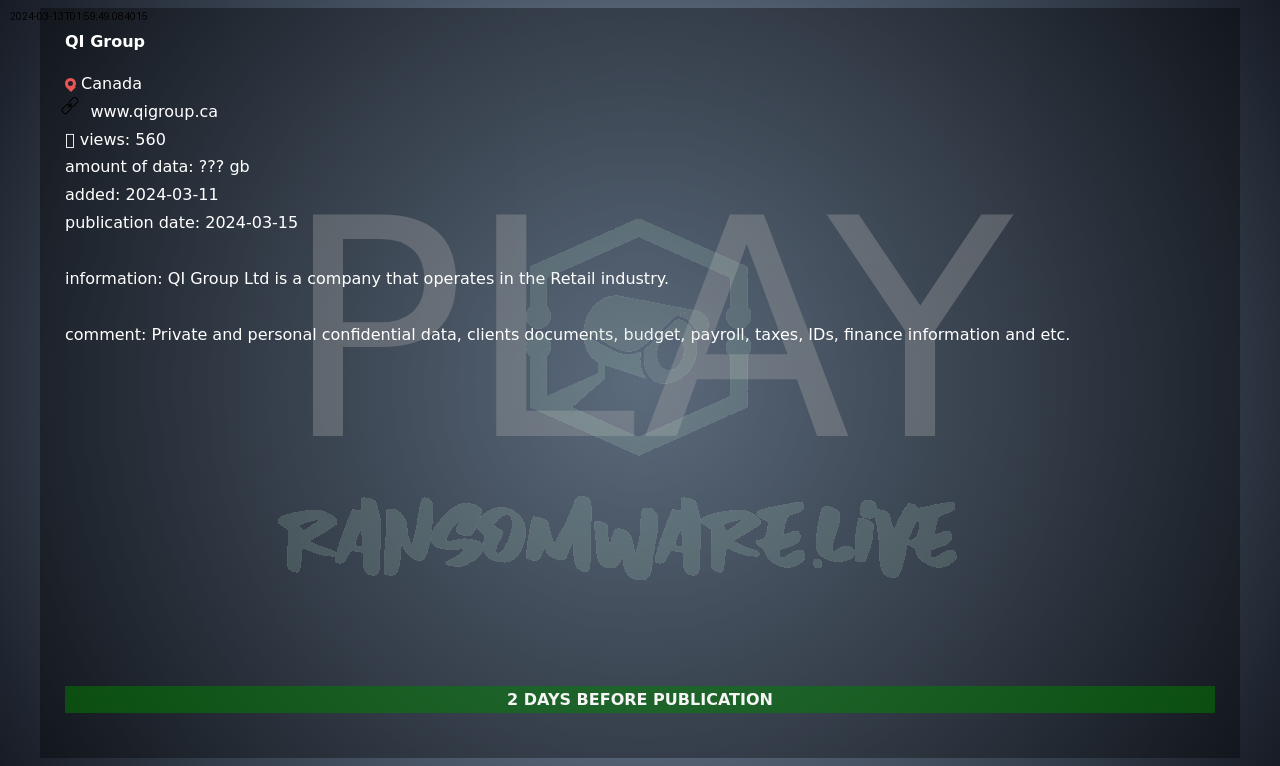 2024-03-13T01:59:49.084015
QI Group
Canada
www.qigroup.ca
views: 560
amount of data: ??? gb
added: 2024-03-11
publication date: 2024-03-15
information: QI Group Ltd is a company that operates in the Retail industry.
comment: Private and personal confidential data, clients documents, budget, payroll, taxes, IDs, finance information and etc.
PLAY
RANSOMWARE.LIVE
2 DAYS BEFORE PUBLICATION